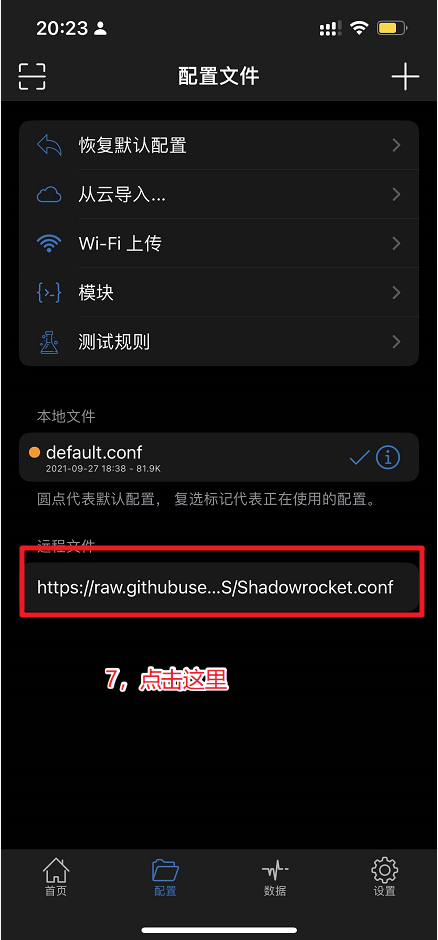 20:23
配置文件
恢复默认配置
从云导入...
Wi-Fi 上传
模块
测试规则
本地文件
default.conf
2021-09-27 18:38 - 81.9K
圆点代表默认配置， 复选标记代表正在使用的配置。
远程文件
https://raw.githubuse...S/Shadowrocket.conf
7，点击这里
首页
配置
数据
设置